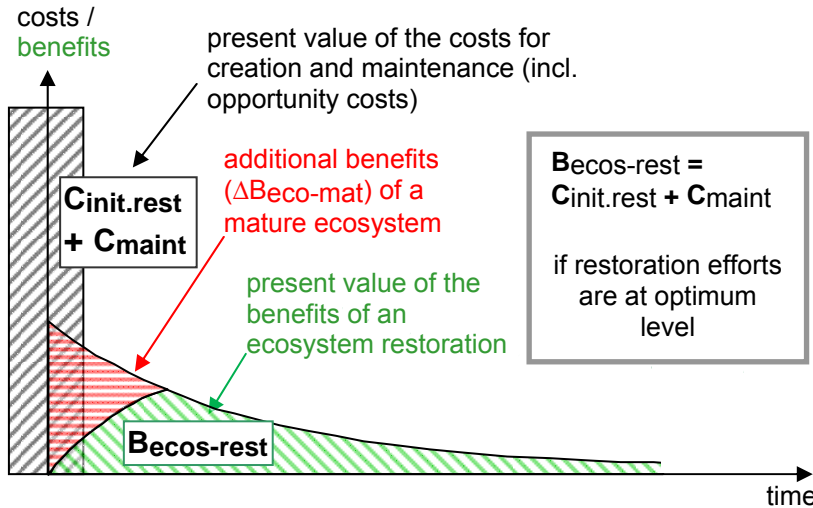 costs /
benefits
present value of the costs for
creation and maintenance (incl.
opportunity costs)
additional benefits
(ΔBeco-mat) of a
mature ecosystem
Cinit.rest
+ Cmaint
present value of the
benefits of an
ecosystem restoration
Becos-rest
Becos-rest =
Cinit.rest + Cmaint
if restoration efforts
are at optimum
level
time